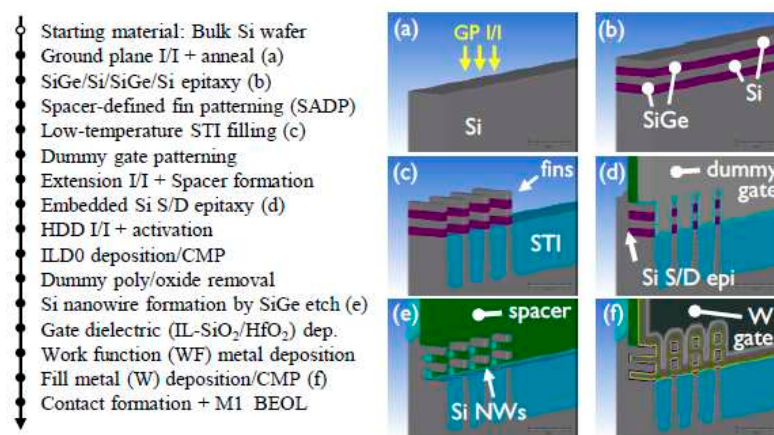 Starting material: Bulk Si wafer
Ground plane I/I + anneal (a)
SiGe/Si/SiGe/Si epitaxy (b)
Spacer-defined fin patterning (SADP)
Low-temperature STI filling (c)
Dummy gate patterning
Extension I/I + Spacer formation
Embedded Si S/D epitaxy (d)
HDD I/I + activation
ILD0 deposition/CMP
Dummy poly/oxide removal
Si nanowire formation by SiGe etch (e)
Gate dielectric (IL-SiO₂/HfO₂) dep.
Work function (WF) metal deposition
Fill metal (W) deposition/CMP (f)
Contact formation + M1 BEOL
(a)
GP I/I
Si
(b)
Si
SiGe
(c)
fins
STI
(d)
dummy
gate
Si S/D epi
(e)
spacer
Si NWs
(f)
W
gate